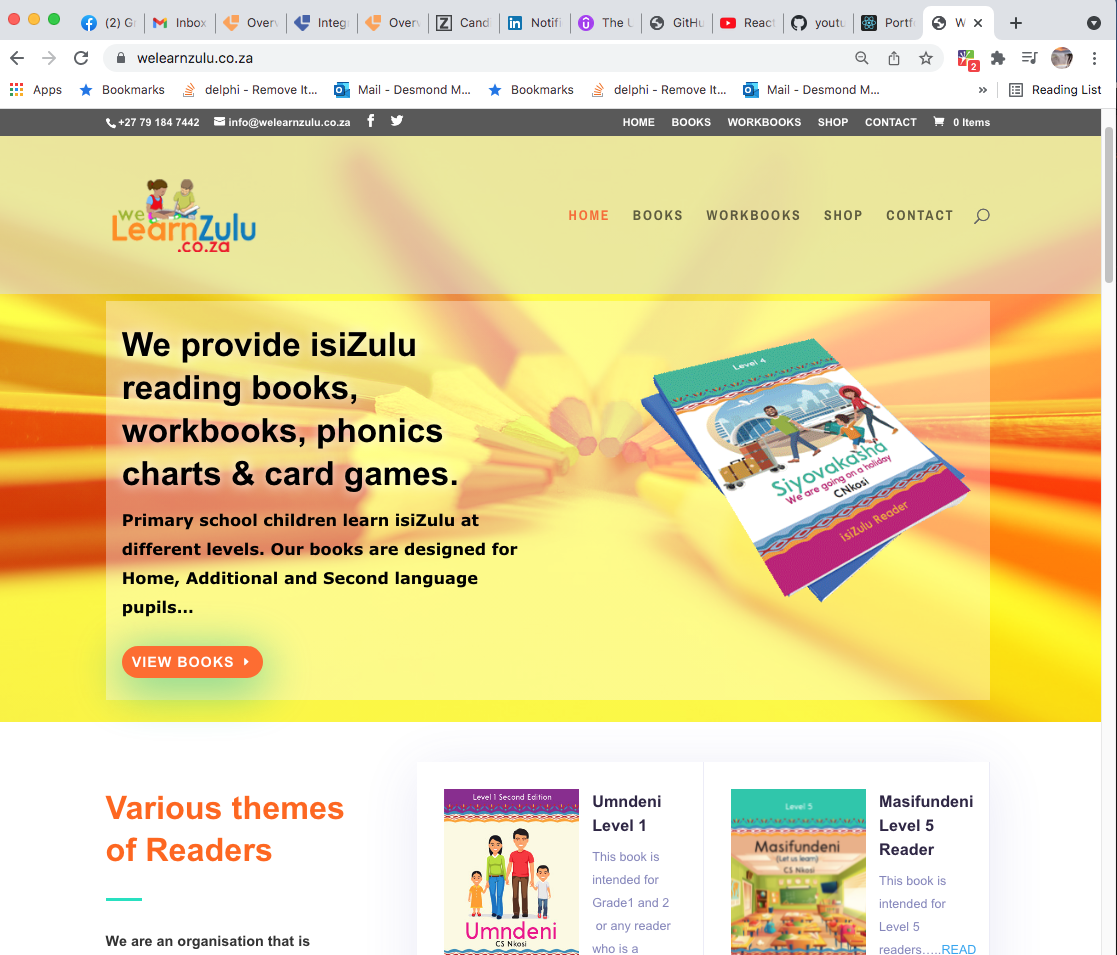 (2) G
Inbox
Overv
Integ
Overv
Candi
Notifi
The U
GitHu
React
youtu
Portf
W
welearnzulu.co.za
2
Apps
Bookmarks
delphi - Remove It...
Mail - Desmond M...
Bookmarks
delphi - Remove It...
Mail - Desmond M...
»
Reading List
+27 79 184 7442
info@welearnzulu.co.za
HOME
BOOKS
WORKBOOKS
SHOP
CONTACT
0 Items
we
LearnZulu
.co.za
HOME
BOOKS
WORKBOOKS
SHOP
CONTACT
We provide isiZulu
reading books,
workbooks, phonics
charts & card games.
Primary school children learn isiZulu at
different levels. Our books are designed for
Home, Additional and Second language
pupils...
VIEW BOOKS
Level 4
Siyovakasha
We are going on a holiday
CNkosi
isiZulu Reader
Various themes
of Readers
We are an organisation that is
Level 1 Second Edition
Umndeni
CS Nkosi
Umndeni
Level 1
This book is
intended for
Grade1 and 2
or any reader
who is a
Level 5
Masifundeni
(Let us learn)
CS Nkosi
Masifundeni
Level 5
Reader
This book is
intended for
Level 5
readers…..READ